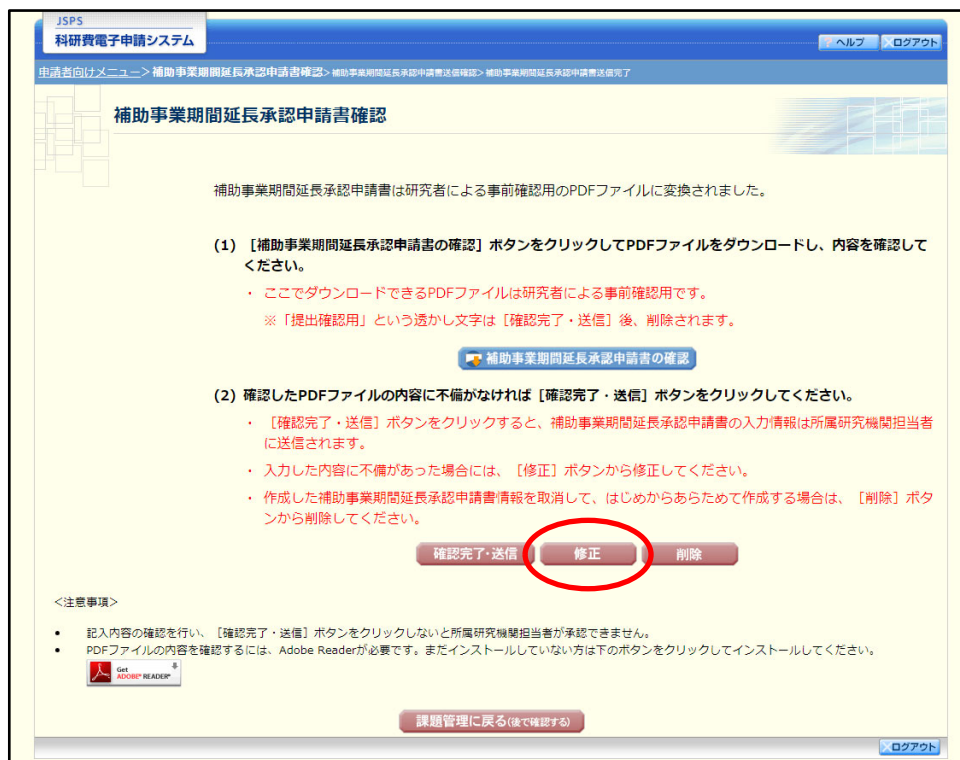 JSPS
科研費電子申請システム
? ヘルプ
×ログアウト
申請者向けメニュー>補助事業期間延長承認申請書確認>補助事業期間延長承認申請書送信確認>補助事業期間延長承認申請書送信完了
補助事業期間延長承認申請書確認
補助事業期間延長承認申請書は研究者による事前確認用のPDFファイルに変換されました。
(1) [補助事業期間延長承認申請書の確認] ボタンをクリックしてPDFファイルをダウンロードし、内容を確認して
ください。
・ ここでダウンロードできるPDFファイルは研究者による事前確認用です。
※「提出確認用」という透かし文字は [確認完了・送信] 後、削除されます。
補助事業期間延長承認申請書の確認
(2) 確認したPDFファイルの内容に不備がなければ [確認完了・送信] ボタンをクリックしてください。
・ [確認完了・送信] ボタンをクリックすると、補助事業期間延長承認申請書の入力情報は所属研究機関担当者
に送信されます。
・ 入力した内容に不備があった場合には、 [修正] ボタンから修正してください。
・ 作成した補助事業期間延長承認申請書情報を取消して、はじめからあらためて作成する場合は、 [削除] ボタ
ンから削除してください。
確認完了・送信
修正
削除
<注意事項>
• 記入内容の確認を行い、 [確認完了・送信] ボタンをクリックしないと所属研究機関担当者が承認できません。
• PDFファイルの内容を確認するには、Adobe Readerが必要です。まだインストールしていない方は下のボタンをクリックしてインストールしてください。
Get
ADOBE® READER®
課題管理に戻る(後で確認する)
×ログアウト